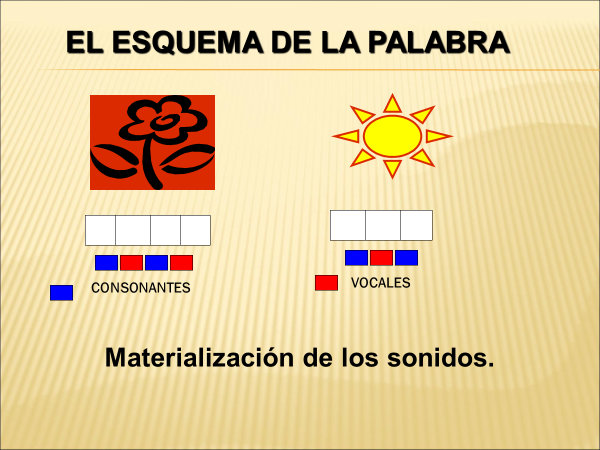 EL ESQUEMA DE LA PALABRA
CONSONANTES
VOCALES
Materialización de los sonidos.